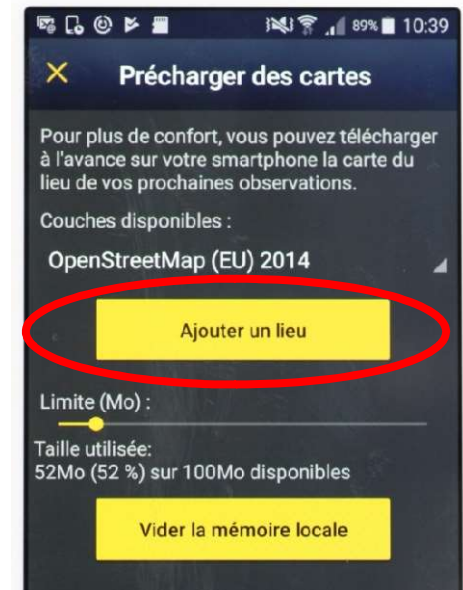 89% 10:39
Précharger des cartes
Pour plus de confort, vous pouvez télécharger
à l'avance sur votre smartphone la carte du
lieu de vos prochaines observations.
Couches disponibles :
OpenStreetMap (EU) 2014
Ajouter un lieu
Limite (Mo) :
Taille utilisée:
52Mo (52 %) sur 100Mo disponibles
Vider la mémoire locale